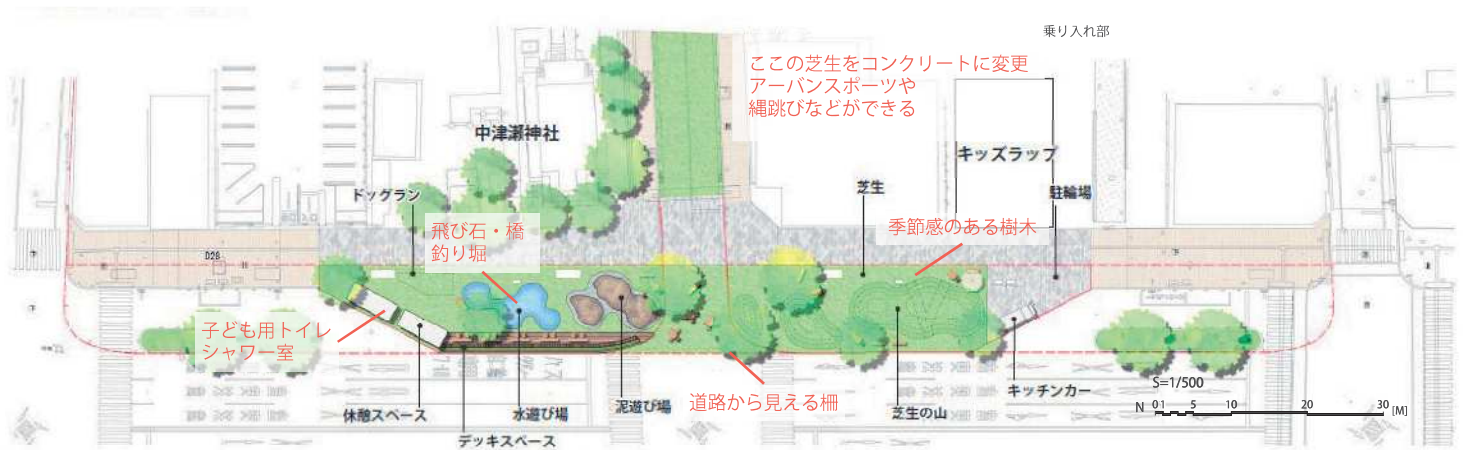 乗り入れ部
ここの芝生をコンクリートに変更
アーバンスポーツや
縄跳びなどができる
中津瀬神社
キッズラップ
ドッグラン
芝生
駐輪場
飛び石・橋
釣り堀
季節感のある樹木
D26
子ども用トイレ
シャワー室
休憩スペース
水遊び場
デッキスペース
泥遊び場
道路から見える柵
芝生の山
キッチンカー
S=1/500
N 0 1 5 10 20 30 [M]